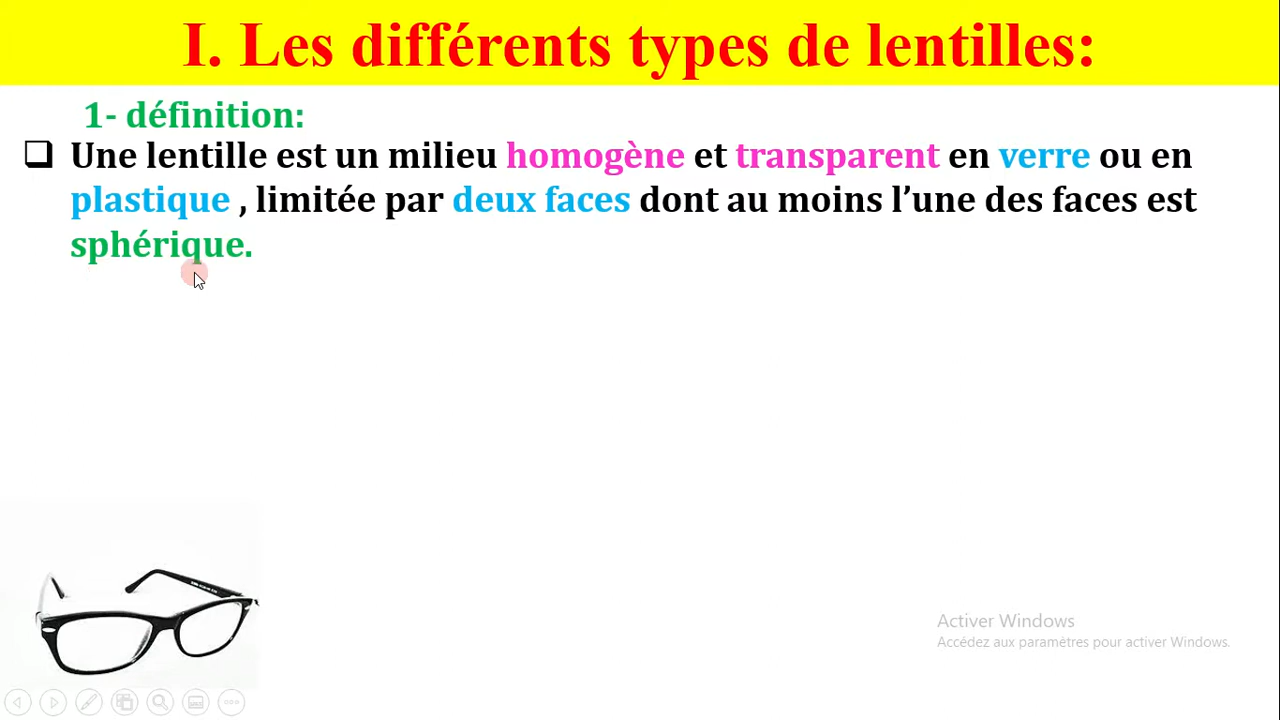 I. Les différents types de lentilles:
1- définition:
Une lentille est un milieu homogène et transparent en verre ou en
plastique , limitée par deux faces dont au moins l’une des faces est
sphérique.
Activer Windows
Accédez aux paramètres pour activer Windows.